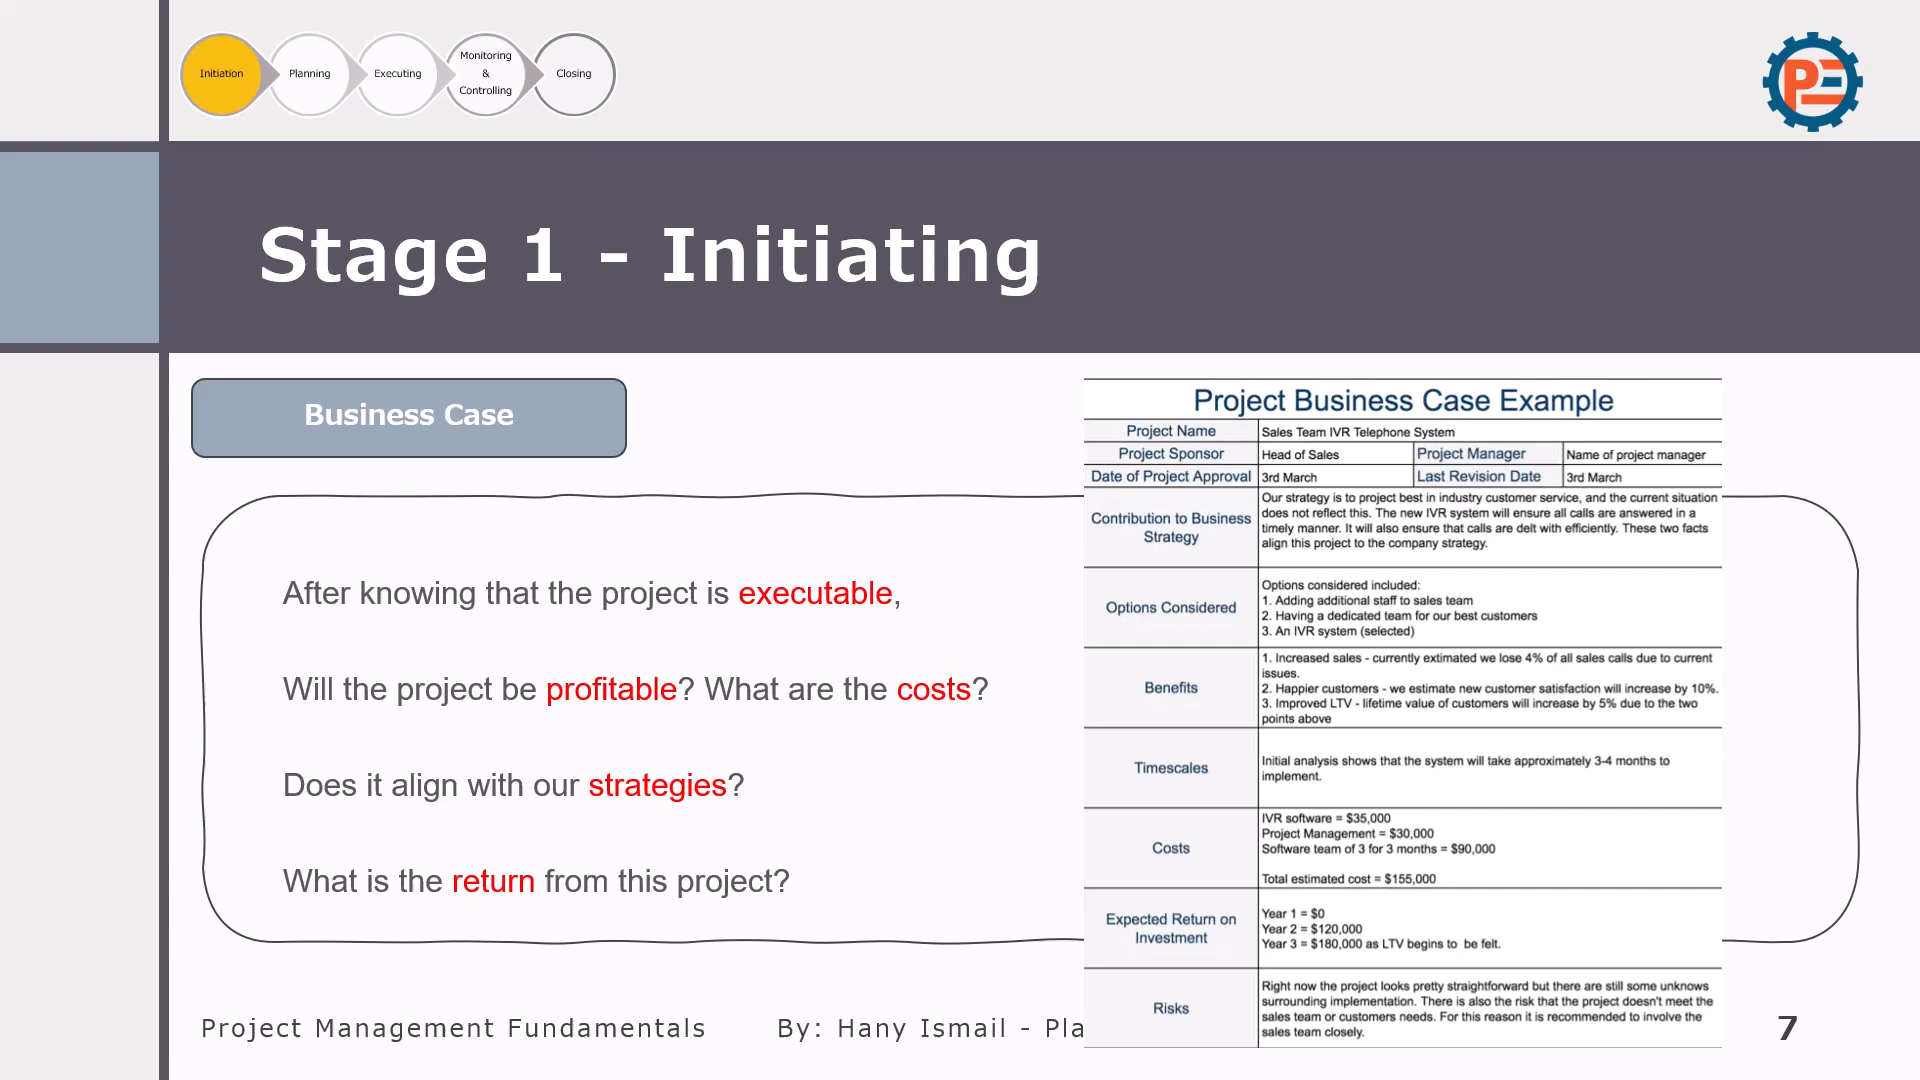 Initiation
Planning
Executing
Monitoring
&
Controlling
Closing
PE
Stage 1 - Initiating
Business Case
After knowing that the project is executable,
Will the project be profitable? What are the costs?
Does it align with our strategies?
What is the return from this project?
Project Business Case Example
Project Name Sales Team IVR Telephone System
Project Sponsor Head of Sales Project Manager Name of project manager
Date of Project Approval 3rd March Last Revision Date 3rd March
Contribution to Business
Strategy
Our strategy is to project best in industry customer service, and the current situation
does not reflect this. The new IVR system will ensure all calls are answered in a
timely manner. It will also ensure that calls are delt with efficiently. These two facts
align this project to the company strategy.
Options Considered
Options considered included:
1. Adding additional staff to sales team
2. Having a dedicated team for our best customers
3. An IVR system (selected)
Benefits
1. Increased sales - currently extimated we lose 4% of all sales calls due to current
issues.
2. Happier customers - we estimate new customer satisfaction will increase by 10%.
3. Improved LTV - lifetime value of customers will increase by 5% due to the two
points above
Timescales
Initial analysis shows that the system will take approximately 3-4 months to
implement.
Costs
IVR software = $35,000
Project Management = $30,000
Software team of 3 for 3 months = $90,000
Total estimated cost = $155,000
Expected Return on
Investment
Year 1 = $0
Year 2 = $120,000
Year 3 = $180,000 as LTV begins to be felt.
Risks
Right now the project looks pretty straightforward but there are still some unknows
surrounding implementation. There is also the risk that the project doesn't meet the
sales team or customers needs. For this reason it is recommended to involve the
sales team closely.
Project Management Fundamentals By: Hany Ismail - Pla
7